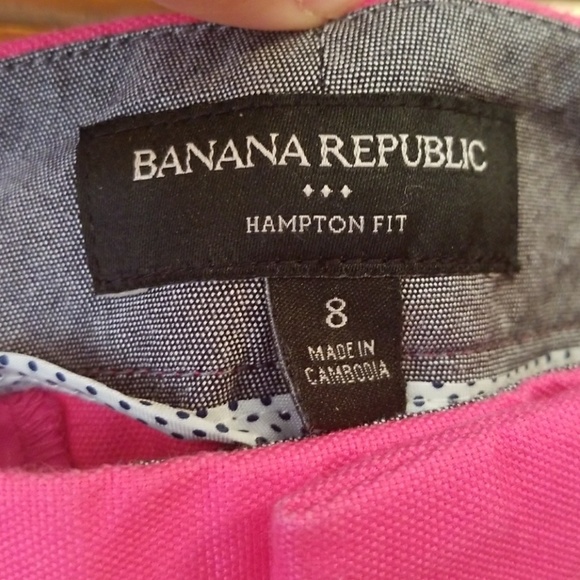 BANANA REPUBLIC
HAMPTON FIT
8
MADE IN
CAMBODIA